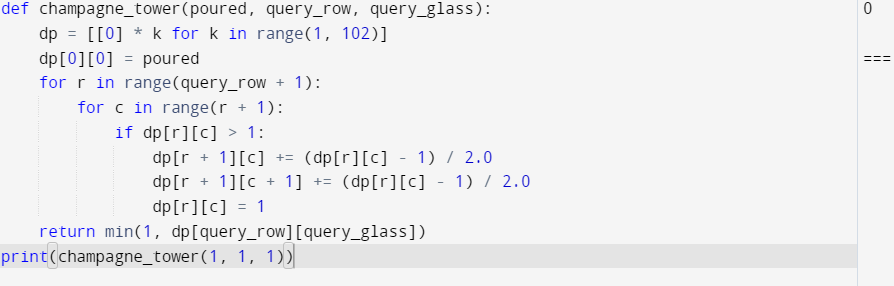 def champagne_tower(poured, query_row, query_glass):
    dp = [[0] * k for k in range(1, 102)]
    dp[0][0] = poured
    for r in range(query_row + 1):
        for c in range(r + 1):
            if dp[r][c] > 1:
                dp[r + 1][c] += (dp[r][c] - 1) / 2.0
                dp[r + 1][c + 1] += (dp[r][c] - 1) / 2.0
                dp[r][c] = 1
    return min(1, dp[query_row][query_glass])
print(champagne_tower(1, 1, 1))
0
===